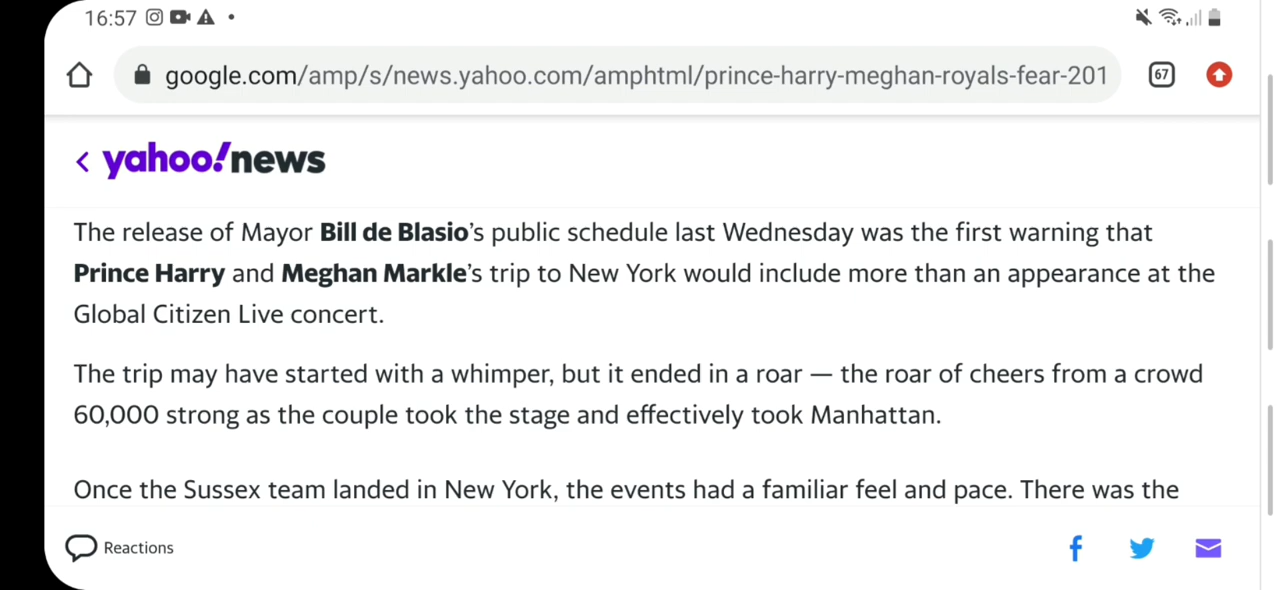 16:57
google.com/amp/s/news.yahoo.com/amphtml/prince-harry-meghan-royals-fear-201
67
yahoo!news
The release of Mayor Bill de Blasio's public schedule last Wednesday was the first warning that
Prince Harry and Meghan Markle's trip to New York would include more than an appearance at the
Global Citizen Live concert.
The trip may have started with a whimper, but it ended in a roar — the roar of cheers from a crowd
60,000 strong as the couple took the stage and effectively took Manhattan.
Once the Sussex team landed in New York, the events had a familiar feel and pace. There was the
Reactions